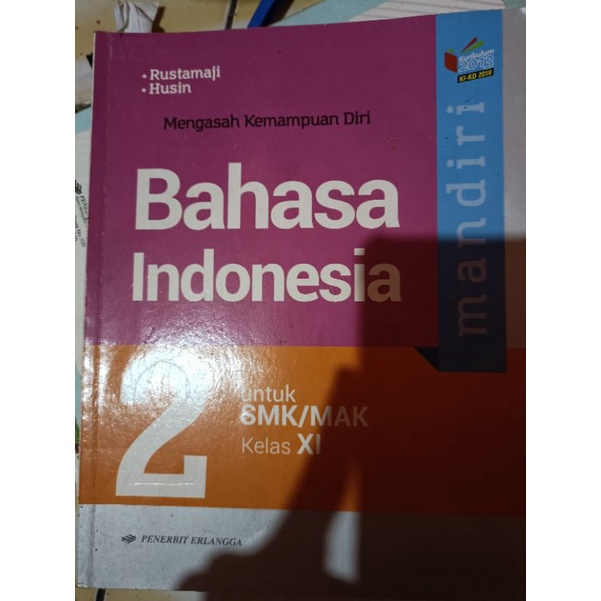 • Rustamaji
• Husin
Kurikulum
2013
KI-KD 2018
Mengasah Kemampuan Diri
mandiri
Bahasa
Indonesia
2
untuk
SMK/MAK
Kelas XI
PENERBIT ERLANGGA